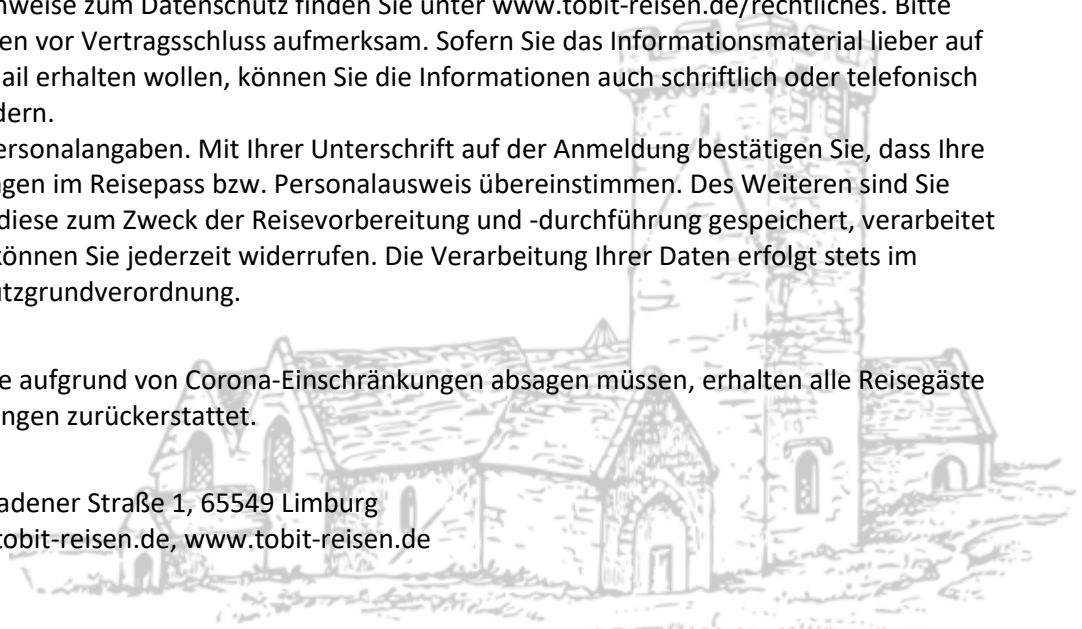 nweise zum Datenschutz finden Sie unter www.tobit-reisen.de/rechtliches. Bitte
en vor Vertragsschluss aufmerksam. Sofern Sie das Informationsmaterial lieber auf
ail erhalten wollen, können Sie die Informationen auch schriftlich oder telefonisch
dern.
ersonalangaben. Mit Ihrer Unterschrift auf der Anmeldung bestätigen Sie, dass Ihre
gen im Reisepass bzw. Personalausweis übereinstimmen. Des Weiteren sind Sie
diese zum Zweck der Reisevorbereitung und -durchführung gespeichert, verarbeitet
können Sie jederzeit widerrufen. Die Verarbeitung Ihrer Daten erfolgt stets im
utzgrundverordnung.
e aufgrund von Corona-Einschränkungen absagen müssen, erhalten alle Reisegäste
ngen zurückerstattet.
adener Straße 1, 65549 Limburg
tobit-reisen.de, www.tobit-reisen.de